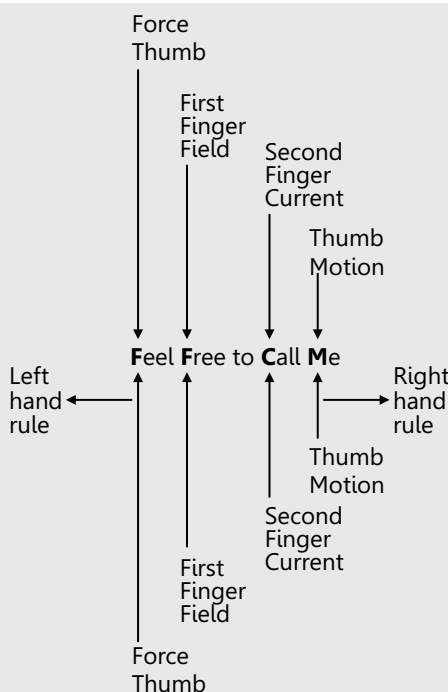 Force
Thumb
First
Finger
Field
Second
Finger
Current
Thumb
Motion
Feel Free to Call Me
Left
hand
rule
Right
hand
rule
Thumb
Motion
Second
Finger
Current
First
Finger
Field
Force
Thumb